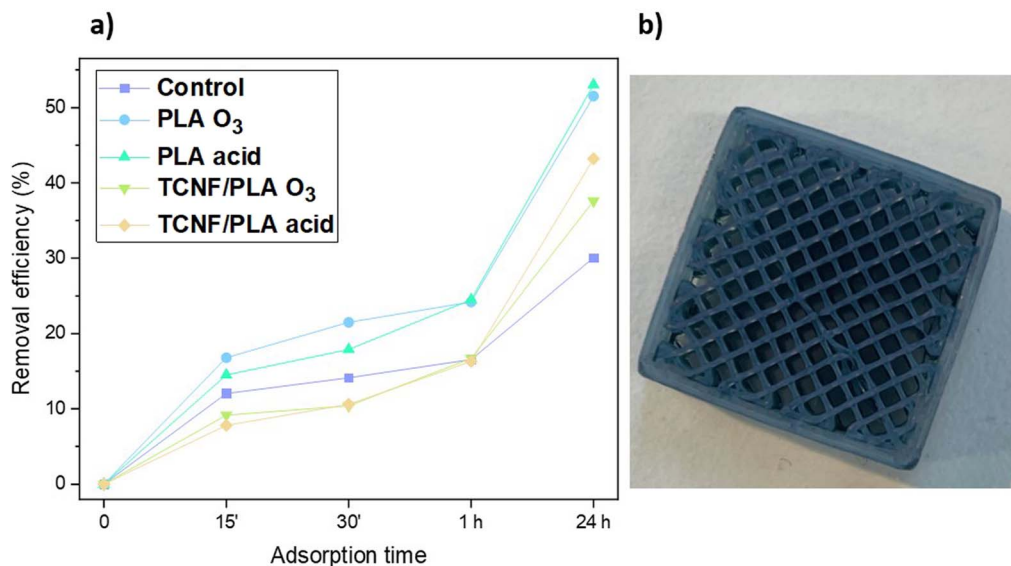 a)
b)
Control
PLA O₃
PLA acid
TCNF/PLA O₃
TCNF/PLA acid
Removal efficiency (%)
50
40
30
20
10
0
0 15' 30' 1 h 24 h
Adsorption time